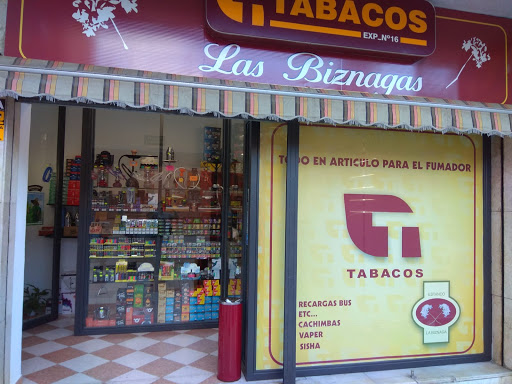 TABACOS
EXP.Nº16
Las Biznagas
TODO EN ARTICULO PARA EL FUMADOR
TABACOS
RECARGAS BUS
ETC...
CACHIMBAS
VAPER
SISHA